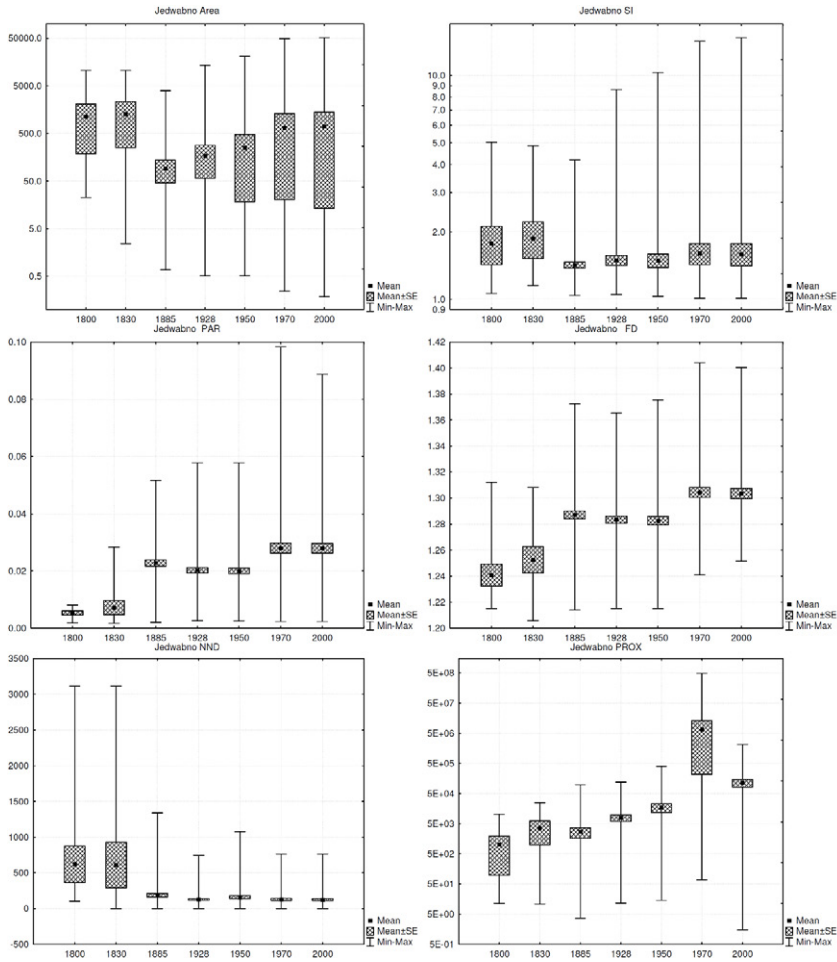 Jedwabno Area
50000.0
5000.0
500.0
50.0
5.0
0.5
1800 1830 1885 1928 1950 1970 2000
Mean
Mean±SE
Min-Max
Jedwabno SI
10.0
9.0
8.0
7.0
6.0
5.0
4.0
3.0
2.0
1.0
0.9
1800 1830 1885 1928 1950 1970 2000
Mean
Mean±SE
Min-Max
Jedwabno PAR
0.10
0.08
0.06
0.04
0.02
0.00
1800 1830 1885 1928 1950 1970 2000
Mean
Mean±SE
Min-Max
Jedwabno FD
1.42
1.40
1.38
1.36
1.34
1.32
1.30
1.28
1.26
1.24
1.22
1.20
1800 1830 1885 1928 1950 1970 2000
Mean
Mean±SE
Min-Max
Jedwabno NND
3500
3000
2500
2000
1500
1000
500
0
-500
1800 1830 1885 1928 1950 1970 2000
Mean
Mean±SE
Min-Max
Jedwabno PROX
5E+08
5E+06
5E+05
5E+04
5E+03
5E+02
5E+01
5E+00
5E-01
1800 1830 1885 1928 1950 1970 2000
Mean
Mean±SE
Min-Max